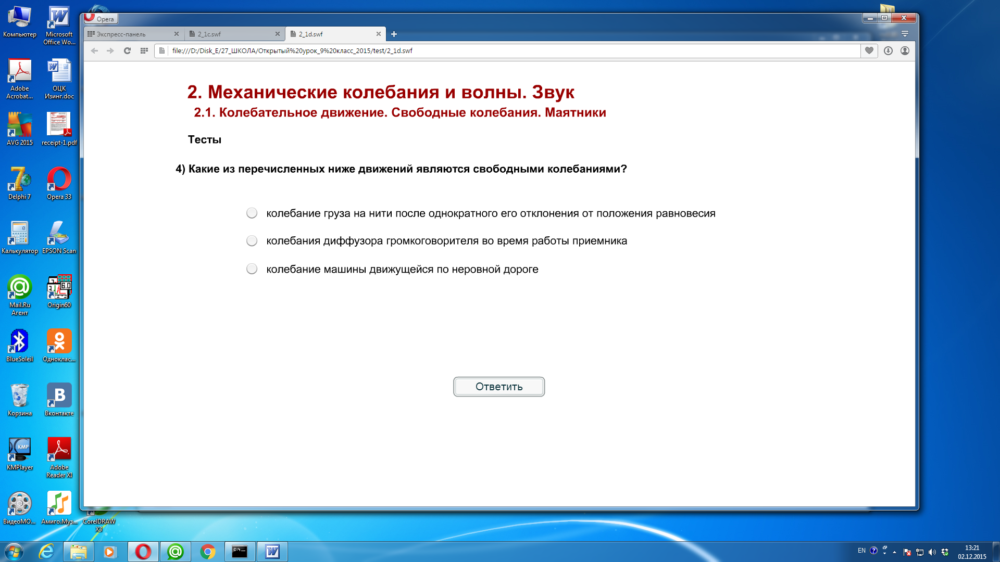 Opera
Экспресс-панель
2_1c.swf
2_1d.swf
file:///D:/Disk_E/27_ШКОЛА/Открытый%20урок_9%20класс_2015/test/2_1d.swf
2. Механические колебания и волны. Звук
2.1. Колебательное движение. Свободные колебания. Маятники
Тесты
4) Какие из перечисленных ниже движений являются свободными колебаниями?
колебание груза на нити после однократного его отклонения от положения равновесия
колебания диффузора громкоговорителя во время работы приемника
колебание машины движущейся по неровной дороге
Ответить
Компьютер
Microsoft
Office Wo...
Adobe
Acrobat...
ОЦК
Изинг.doc
AVG 2015
receipt-1.pdf
Delphi 7
Opera 33
Калькулятор
EPSON Scan
Mail.Ru
Агент
Origin60
BlueSoleil
Одноклас...
Корзина
Вконтакте
KMPlayer
Adobe
Reader XI
ВидеоМО...
Амиго.Муз...
CorelDRAW
X3
EN
13:21
02.12.2015